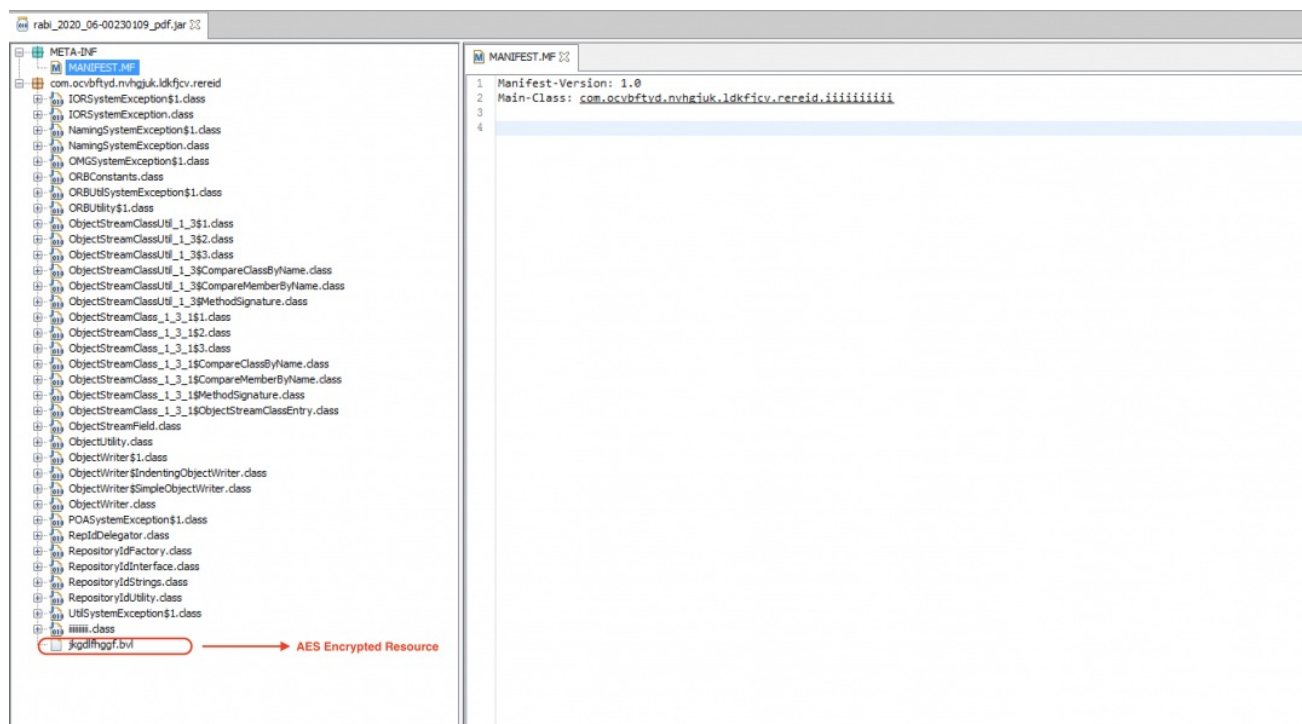 rabi_2020_06-00230109_pdf.jar
META-INF
MANIFEST.MF
com.ocvbftyd.nvhgjuk.ldkfjcv.rereid
IORSystemException$1.class
IORSystemException.class
NamingSystemException$1.class
NamingSystemException.class
OMGSystemException$1.class
ORBConstants.class
ORBUtilSystemException$1.class
ORBUtility$1.class
ObjectStreamClassUtil_1_3$1.class
ObjectStreamClassUtil_1_3$2.class
ObjectStreamClassUtil_1_3$3.class
ObjectStreamClassUtil_1_3$CompareClassByName.class
ObjectStreamClassUtil_1_3$CompareMemberByName.class
ObjectStreamClassUtil_1_3$MethodSignature.class
ObjectStreamClass_1_3_1$1.class
ObjectStreamClass_1_3_1$2.class
ObjectStreamClass_1_3_1$3.class
ObjectStreamClass_1_3_1$CompareClassByName.class
ObjectStreamClass_1_3_1$CompareMemberByName.class
ObjectStreamClass_1_3_1$MethodSignature.class
ObjectStreamClass_1_3_1$ObjectStreamClassEntry.class
ObjectStreamField.class
ObjectUtility.class
ObjectWriter$1.class
ObjectWriter$IndentingObjectWriter.class
ObjectWriter$SimpleObjectWriter.class
ObjectWriter.class
POASystemException$1.class
RepIdDelegator.class
RepositoryIdFactory.class
RepositoryIdInterface.class
RepositoryIdStrings.class
RepositoryIdUtility.class
UtilSystemException$1.class
jkgdlfhggf.bvl
AES Encrypted Resource
MANIFEST.MF
1 Manifest-Version: 1.0
2 Main-Class: com.ocvbftyd.nvhgjuk.ldkfjcv.rereid.iiiiiiiiii
3
4